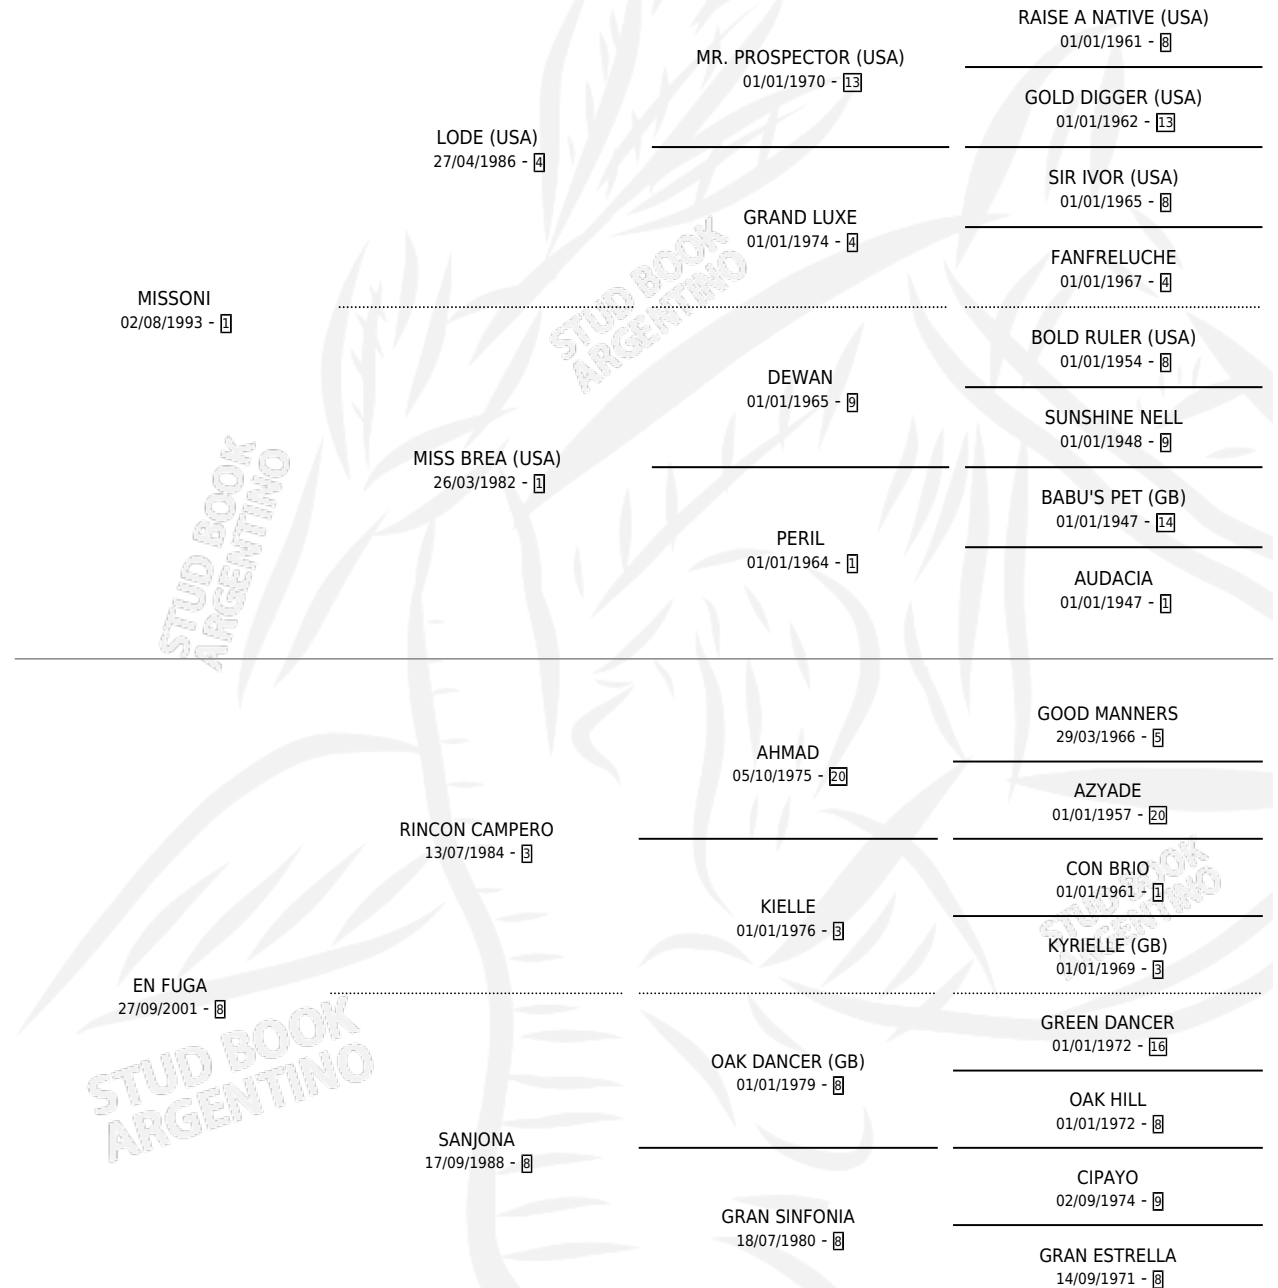 RAISE A NATIVE (USA)
01/01/1961 - 8
MR. PROSPECTOR (USA)
01/01/1970 - 13
GOLD DIGGER (USA)
01/01/1962 - 13
LODE (USA)
27/04/1986 - 4
SIR IVOR (USA)
01/01/1965 - 8
GRAND LUXE
01/01/1974 - 4
FANFRELUCHE
01/01/1967 - 4
MISSONI
02/08/1993 - 1
BOLD RULER (USA)
01/01/1954 - 8
DEWAN
01/01/1965 - 9
SUNSHINE NELL
01/01/1948 - 9
MISS BREA (USA)
26/03/1982 - 1
BABU'S PET (GB)
01/01/1947 - 14
PERIL
01/01/1964 - 1
AUDACIA
01/01/1947 - 1
GOOD MANNERS
29/03/1966 - 5
AHMAD
05/10/1975 - 20
AZYADE
01/01/1957 - 20
RINCON CAMPERO
13/07/1984 - 3
CON BRIO
01/01/1961 - 1
KIELLE
01/01/1976 - 3
KYRIELLE (GB)
01/01/1969 - 3
EN FUGA
27/09/2001 - 8
GREEN DANCER
01/01/1972 - 16
OAK DANCER (GB)
01/01/1979 - 8
OAK HILL
01/01/1972 - 8
SANJONA
17/09/1988 - 8
CIPAYO
02/09/1974 - 9
GRAN SINFONIA
18/07/1980 - 8
GRAN ESTRELLA
14/09/1971 - 8
STUD BOOK
ARGENTINO
STUD BOOK
ARGENTINO
STUD BOOK
ARGENTINO
STUD BOOK
ARGENTINO